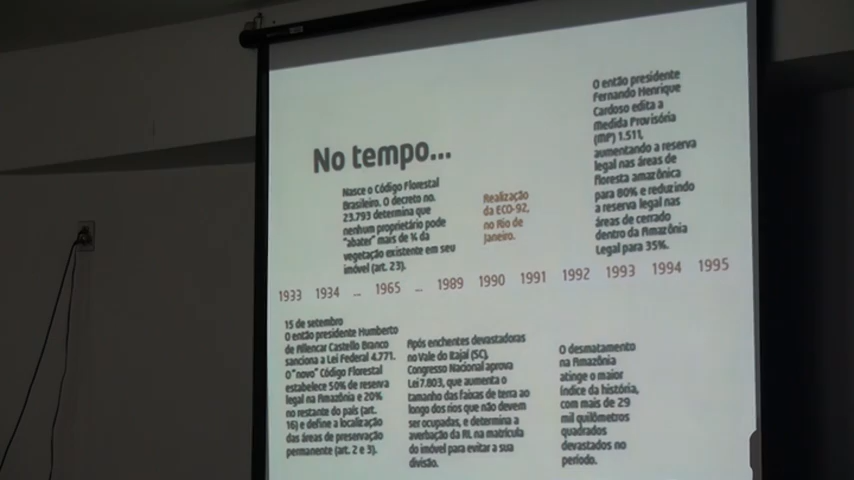 No tempo...
Nasce o Código Florestal
Brasileiro. O decreto no.
23.793 determina que
nenhum proprietário pode
"abater" mais de ¾ da
vegetação existente em seu
imóvel (art. 23).
Realização
da ECO-92,
no Rio de
Janeiro.
O então presidente
Fernando Henrique
Cardoso edita a
Medida Provisória
(MP) 1.511,
aumentando a reserva
legal nas áreas de
floresta amazônica
para 80% e reduzindo
a reserva legal nas
áreas de cerrado
dentro da Amazônia
Legal para 35%.
1933 1934 ... 1965 ... 1989 1990 1991 1992 1993 1994 1995
15 de setembro
O então presidente Humberto
de Allencar Castello Branco
sanciona a Lei Federal 4.771.
O "novo" Código Florestal
estabelece 50% de reserva
legal na Amazônia e 20%
no restante do país (art.
16) e define a localização
das áreas de preservação
permanente (art. 2 e 3).
Após enchentes devastadoras
no Vale do Itajaí (SC),
Congresso Nacional aprova
Lei 7.803, que aumenta o
tamanho das faixas de terra ao
longo dos rios que não devem
ser ocupadas, e determina a
averbação da RL na matrícula
do imóvel para evitar a sua
divisão.
O desmatamento
na Amazônia
atinge o maior
índice da história,
com mais de 29
mil quilômetros
quadrados
devastados no
período.